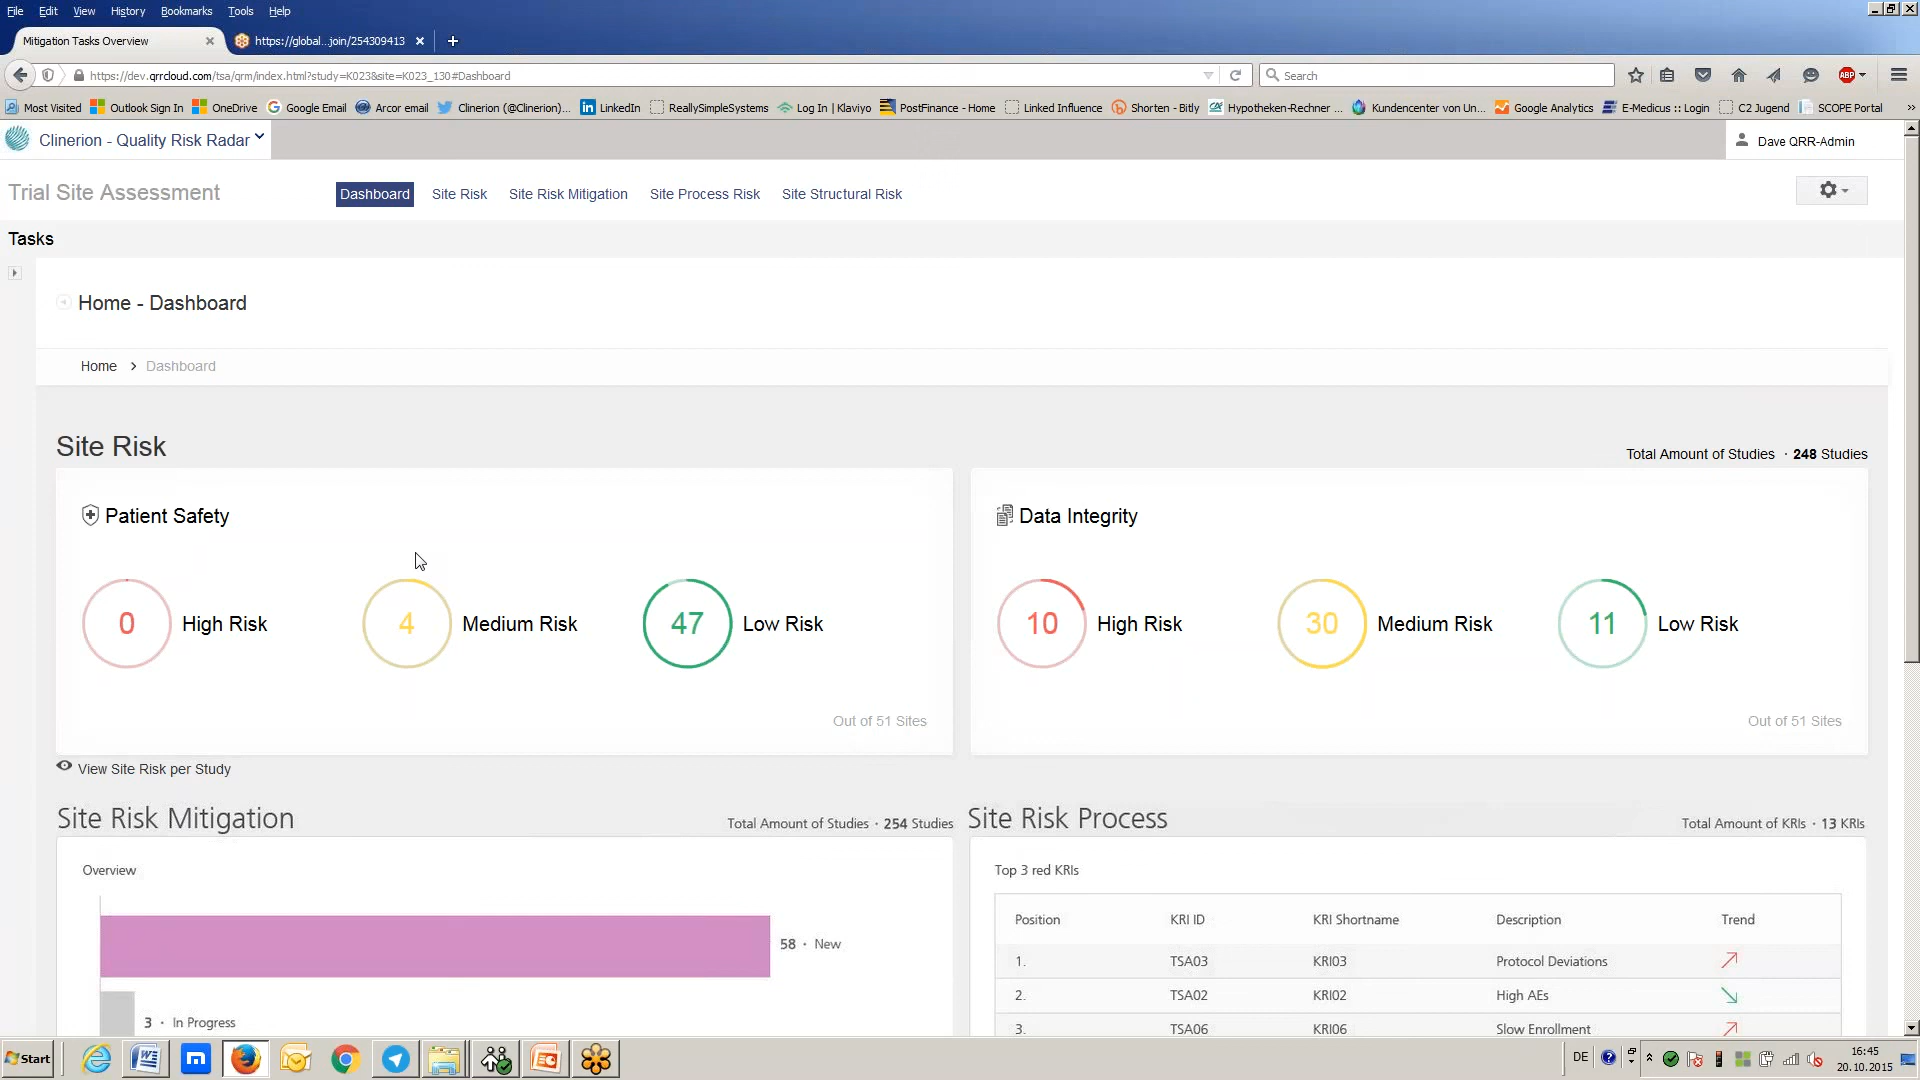 File Edit View History Bookmarks Tools Help
Mitigation Tasks Overview × https://global...join/254309413 × +
https://dev.qrrcloud.com/tsa/qrm/index.html?study=K023&site=K023_130#Dashboard Search ABP
Most Visited Outlook Sign In OneDrive Google Email Arcor email Clinerion (@Clinerion)... LinkedIn ReallySimpleSystems Log In | Klaviyo PostFinance - Home Linked Influence Shorten - Bitly Hypotheken-Rechner ... Kundencenter von Un... Google Analytics E-Medicus :: Login C2 Jugend SCOPE Portal »
Clinerion - Quality Risk Radar Dave QRR-Admin
Trial Site Assessment Dashboard Site Risk Site Risk Mitigation Site Process Risk Site Structural Risk
Tasks
Home - Dashboard
Home > Dashboard
Site Risk
Total Amount of Studies · 248 Studies
Patient Safety
Data Integrity
0 High Risk 4 Medium Risk 47 Low Risk
10 High Risk 30 Medium Risk 11 Low Risk
Out of 51 Sites
Out of 51 Sites
View Site Risk per Study
Site Risk Mitigation Total Amount of Studies · 254 Studies
Site Risk Process Total Amount of KRIs · 13 KRIs
Overview
58 · New
3 · In Progress
Top 3 red KRIs
Position KRI ID KRI Shortname Description Trend
1. TSA03 KRI03 Protocol Deviations
2. TSA02 KRI02 High AEs
3. TSA06 KRI06 Slow Enrollment
Start DE 16:45
20.10.2015